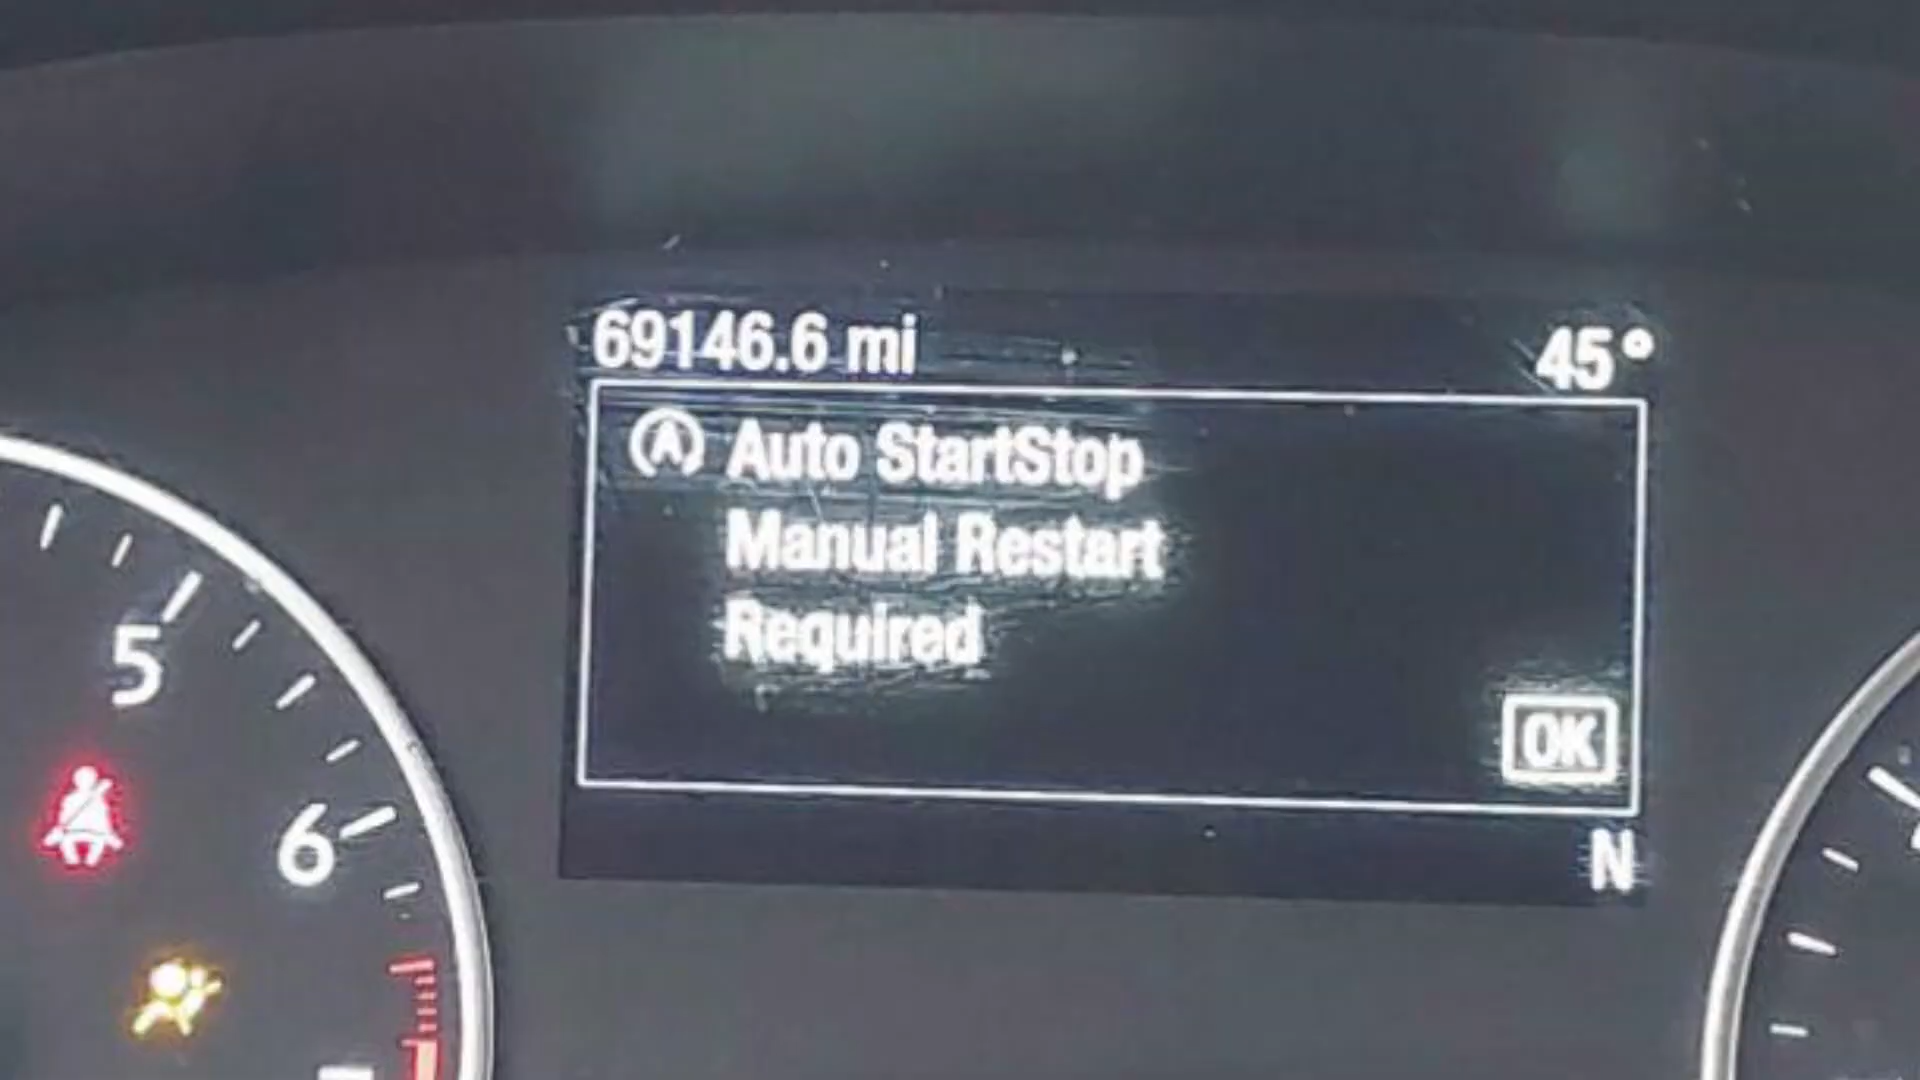 69146.6 mi 45°
Auto StartStop
Manual Restart
Required
OK
N
5
6